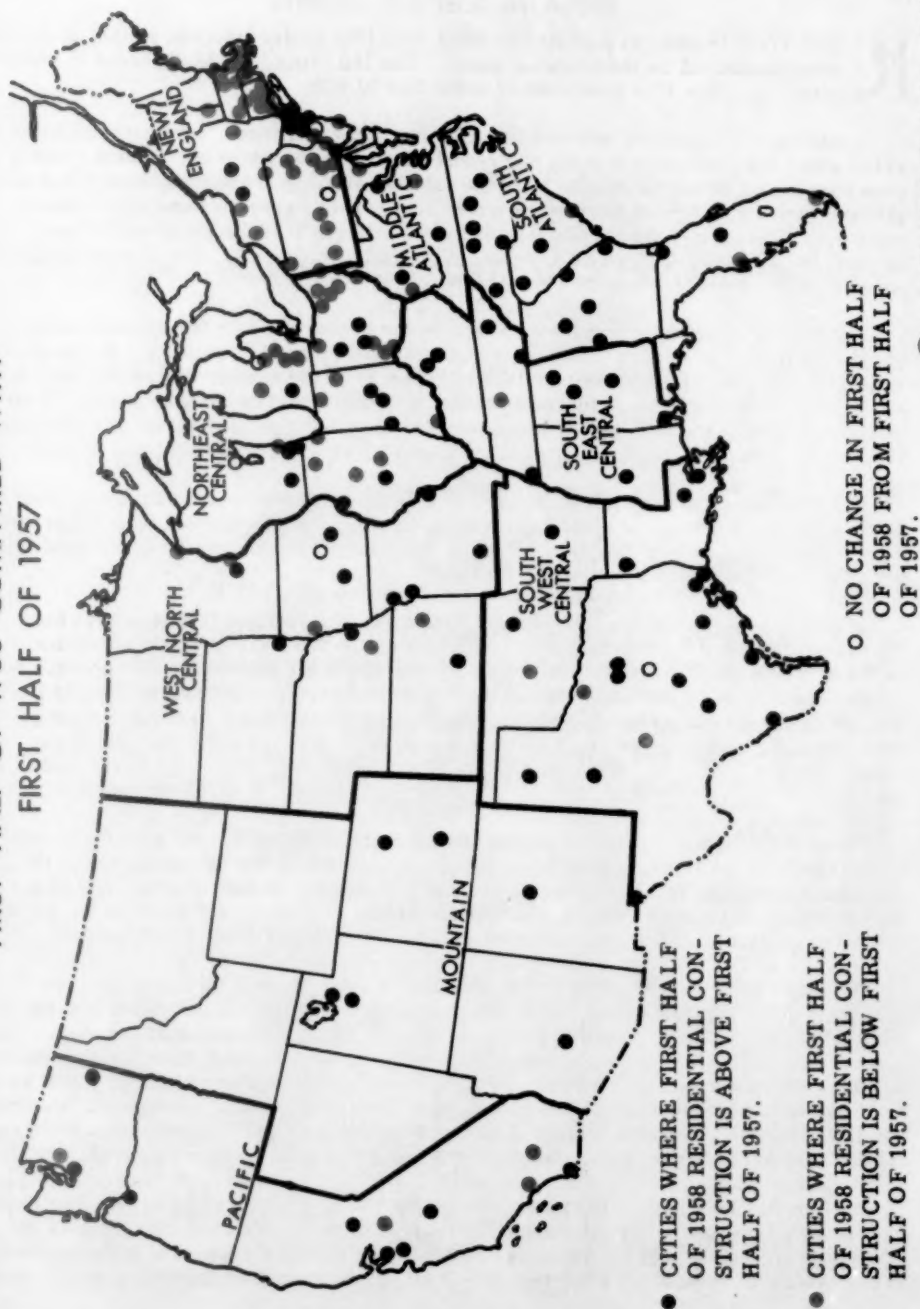 FIRST HALF OF 1957
PACIFIC
MOUNTAIN
WEST NORTH
CENTRAL
SOUTH
WEST
CENTRAL
NORTHEAST
CENTRAL
SOUTH
EAST
CENTRAL
NEW
ENGLAND
MIDDLE
ATLANTIC
SOUTH
ATLANTIC
● CITIES WHERE FIRST HALF
OF 1958 RESIDENTIAL CON-
STRUCTION IS ABOVE FIRST
HALF OF 1957.
● CITIES WHERE FIRST HALF
OF 1958 RESIDENTIAL CON-
STRUCTION IS BELOW FIRST
HALF OF 1957.
O NO CHANGE IN FIRST HALF
OF 1958 FROM FIRST HALF
OF 1957.